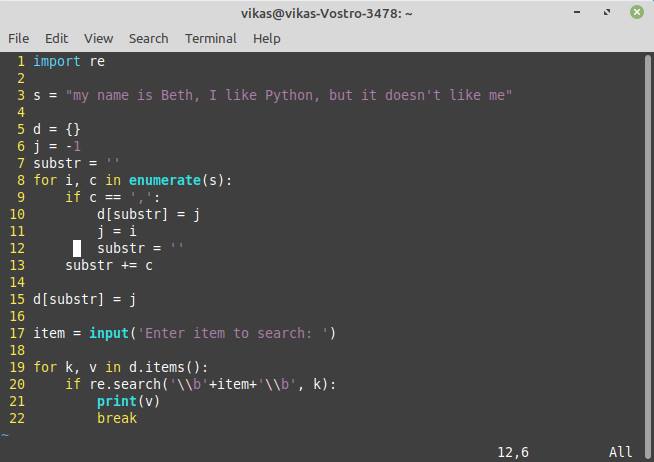 vikas@vikas-Vostro-3478: ~
File Edit View Search Terminal Help
1 import re
2
3 s = "my name is Beth, I like Python, but it doesn't like me"
4
5 d = {}
6 j = -1
7 substr = ''
8 for i, c in enumerate(s):
9     if c == ',':
10         d[substr] = j
11         j = i
12         substr = ''
13     substr += c
14
15 d[substr] = j
16
17 item = input('Enter item to search: ')
18
19 for k, v in d.items():
20     if re.search('\\b'+item+'\\b', k):
21         print(v)
22         break
~
12,6 All